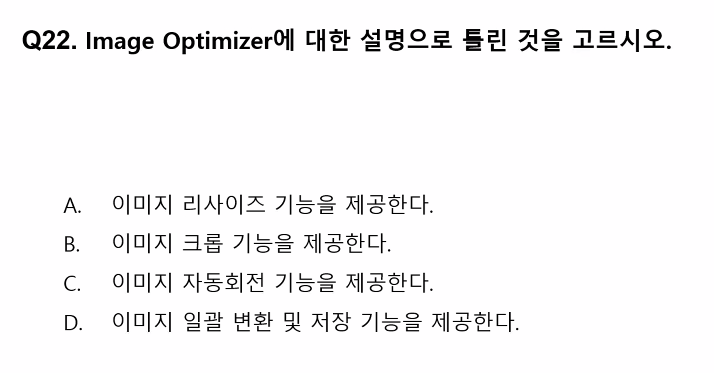 Q22. Image Optimizer에 대한 설명으로 틀린 것을 고르시오.
A. 이미지 리사이즈 기능을 제공한다.
B. 이미지 크롭 기능을 제공한다.
C. 이미지 자동회전 기능을 제공한다.
D. 이미지 일괄 변환 및 저장 기능을 제공한다.